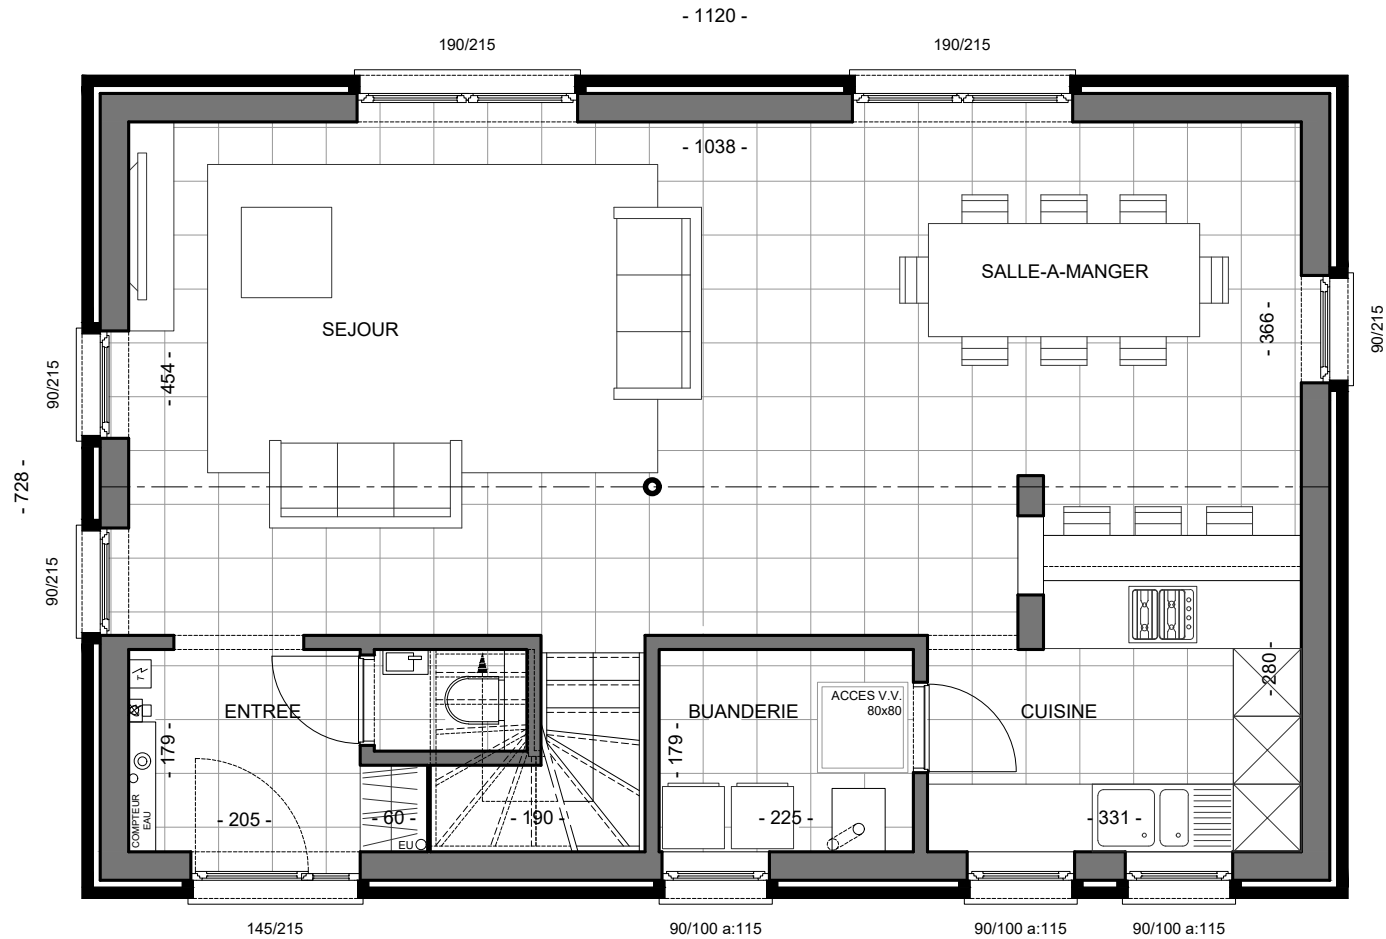 - 1120 -
190/215
190/215
- 1038 -
SALLE-A-MANGER
SEJOUR
- 366 -
90/215
- 454 -
90/215
- 728 -
90/215
- 280 -
T
ENTREE
BUANDERIE
ACCES V.V.
80x80
CUISINE
- 179 -
- 179 -
COMPTEUR
EAU
- 205 -
- 60 -
- 190 -
- 225 -
- 331 -
EU
145/215
90/100 a:115
90/100 a:115
90/100 a:115